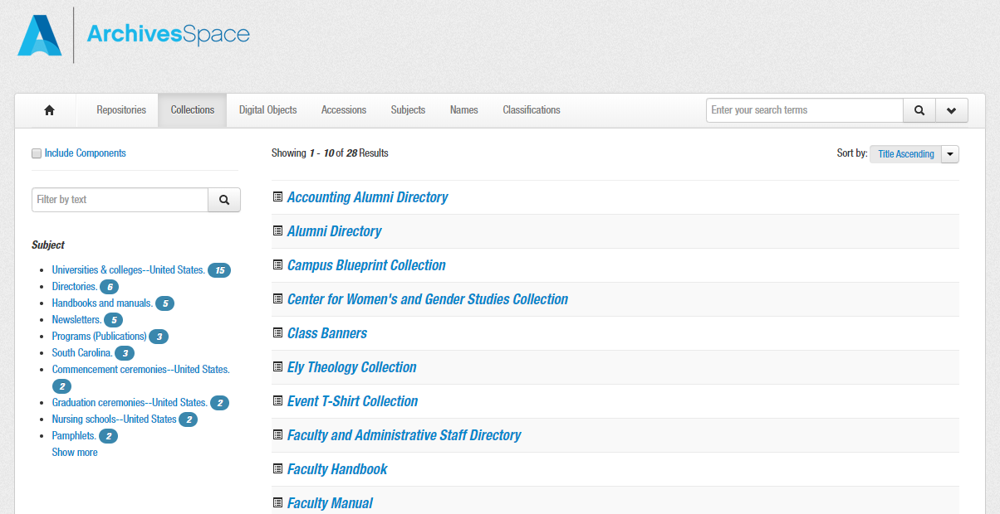 ArchivesSpace
Repositories
Collections
Digital Objects
Accessions
Subjects
Names
Classifications
Enter your search terms
Include Components
Showing 1 - 10 of 28 Results
Sort by: Title Ascending
Filter by text
Subject
Universities & colleges--United States. 15
Directories. 6
Handbooks and manuals. 5
Newsletters. 5
Programs (Publications) 3
South Carolina. 3
Commencement ceremonies--United States.
2
Graduation ceremonies--United States. 2
Nursing schools--United States 2
Pamphlets. 2
Show more
Accounting Alumni Directory
Alumni Directory
Campus Blueprint Collection
Center for Women's and Gender Studies Collection
Class Banners
Ely Theology Collection
Event T-Shirt Collection
Faculty and Administrative Staff Directory
Faculty Handbook
Faculty Manual